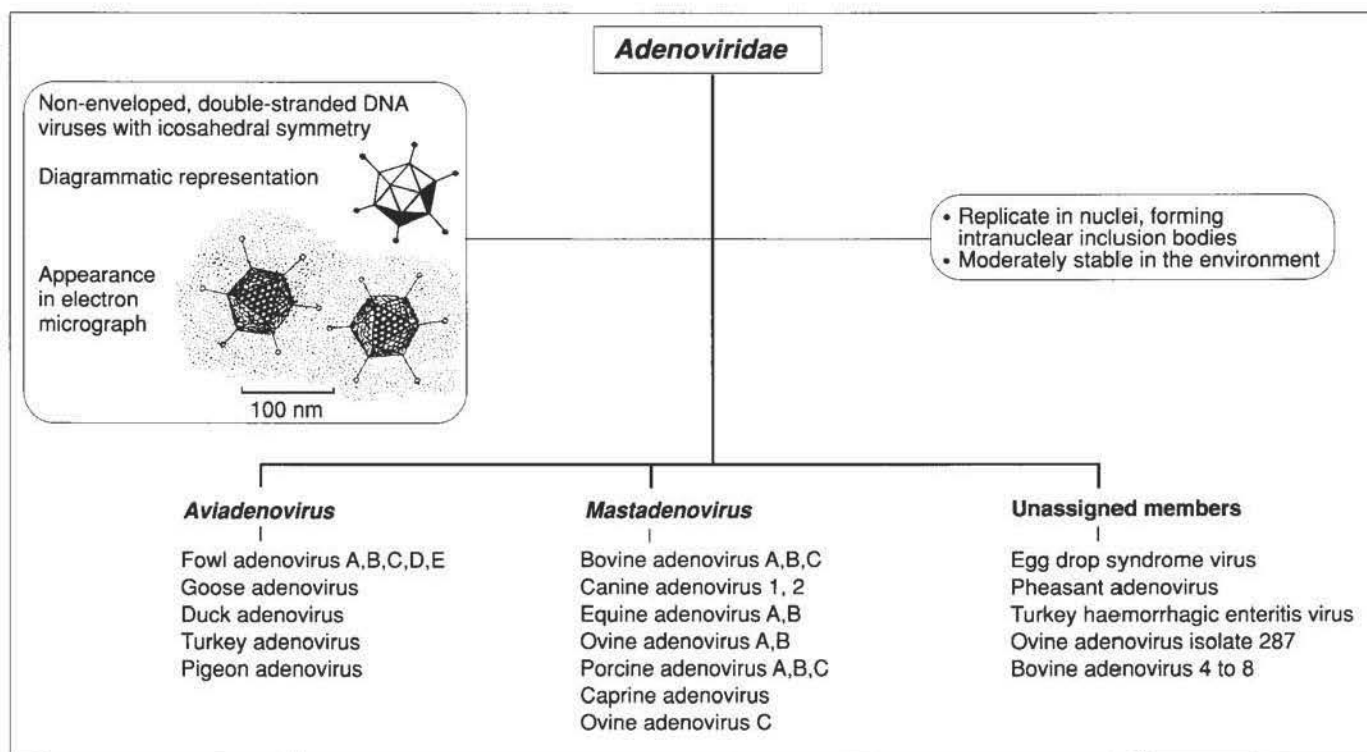 Adenoviridae
Non-enveloped, double-stranded DNA
viruses with icosahedral symmetry
Diagrammatic representation
Appearance
in electron
micrograph
100 nm
• Replicate in nuclei, forming
intranuclear inclusion bodies
• Moderately stable in the environment
Aviadenovirus
Fowl adenovirus A,B,C,D,E
Goose adenovirus
Duck adenovirus
Turkey adenovirus
Pigeon adenovirus
Mastadenovirus
Bovine adenovirus A,B,C
Canine adenovirus 1, 2
Equine adenovirus A,B
Ovine adenovirus A,B
Porcine adenovirus A,B,C
Caprine adenovirus
Ovine adenovirus C
Unassigned members
Egg drop syndrome virus
Pheasant adenovirus
Turkey haemorrhagic enteritis virus
Ovine adenovirus isolate 287
Bovine adenovirus 4 to 8